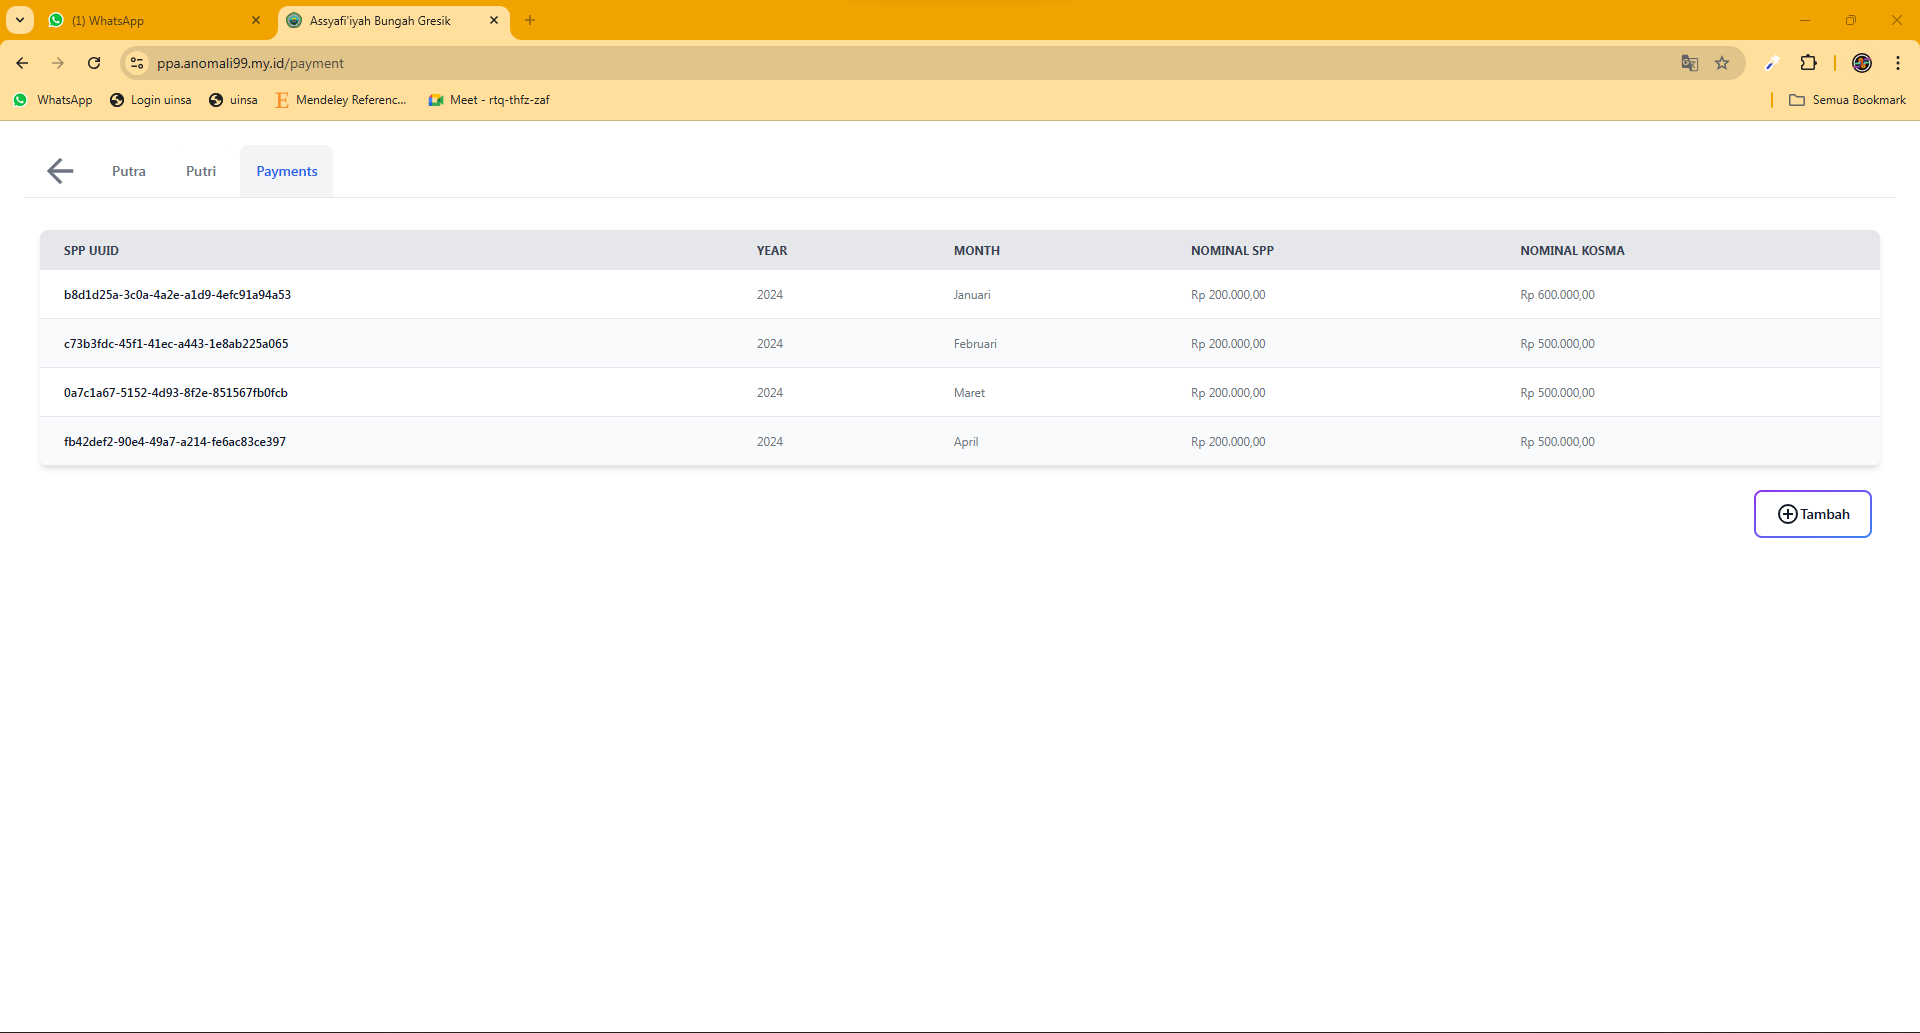 (1) WhatsApp
Assyafi'iyah Bungah Gresik
ppa.anomali99.my.id/payment
WhatsApp
Login uinsa
uinsa
Mendeley Referenc...
Meet - rtq-thfz-zaf
Semua Bookmark
Putra
Putri
Payments
SPP UUID YEAR MONTH NOMINAL SPP NOMINAL KOSMA
b8d1d25a-3c0a-4a2e-a1d9-4efc91a94a53 2024 Januari Rp 200.000,00 Rp 600.000,00
c73b3fdc-45f1-41ec-a443-1e8ab225a065 2024 Februari Rp 200.000,00 Rp 500.000,00
0a7c1a67-5152-4d93-8f2e-851567fb0fcb 2024 Maret Rp 200.000,00 Rp 500.000,00
fb42def2-90e4-49a7-a214-fe6ac83ce397 2024 April Rp 200.000,00 Rp 500.000,00
Tambah